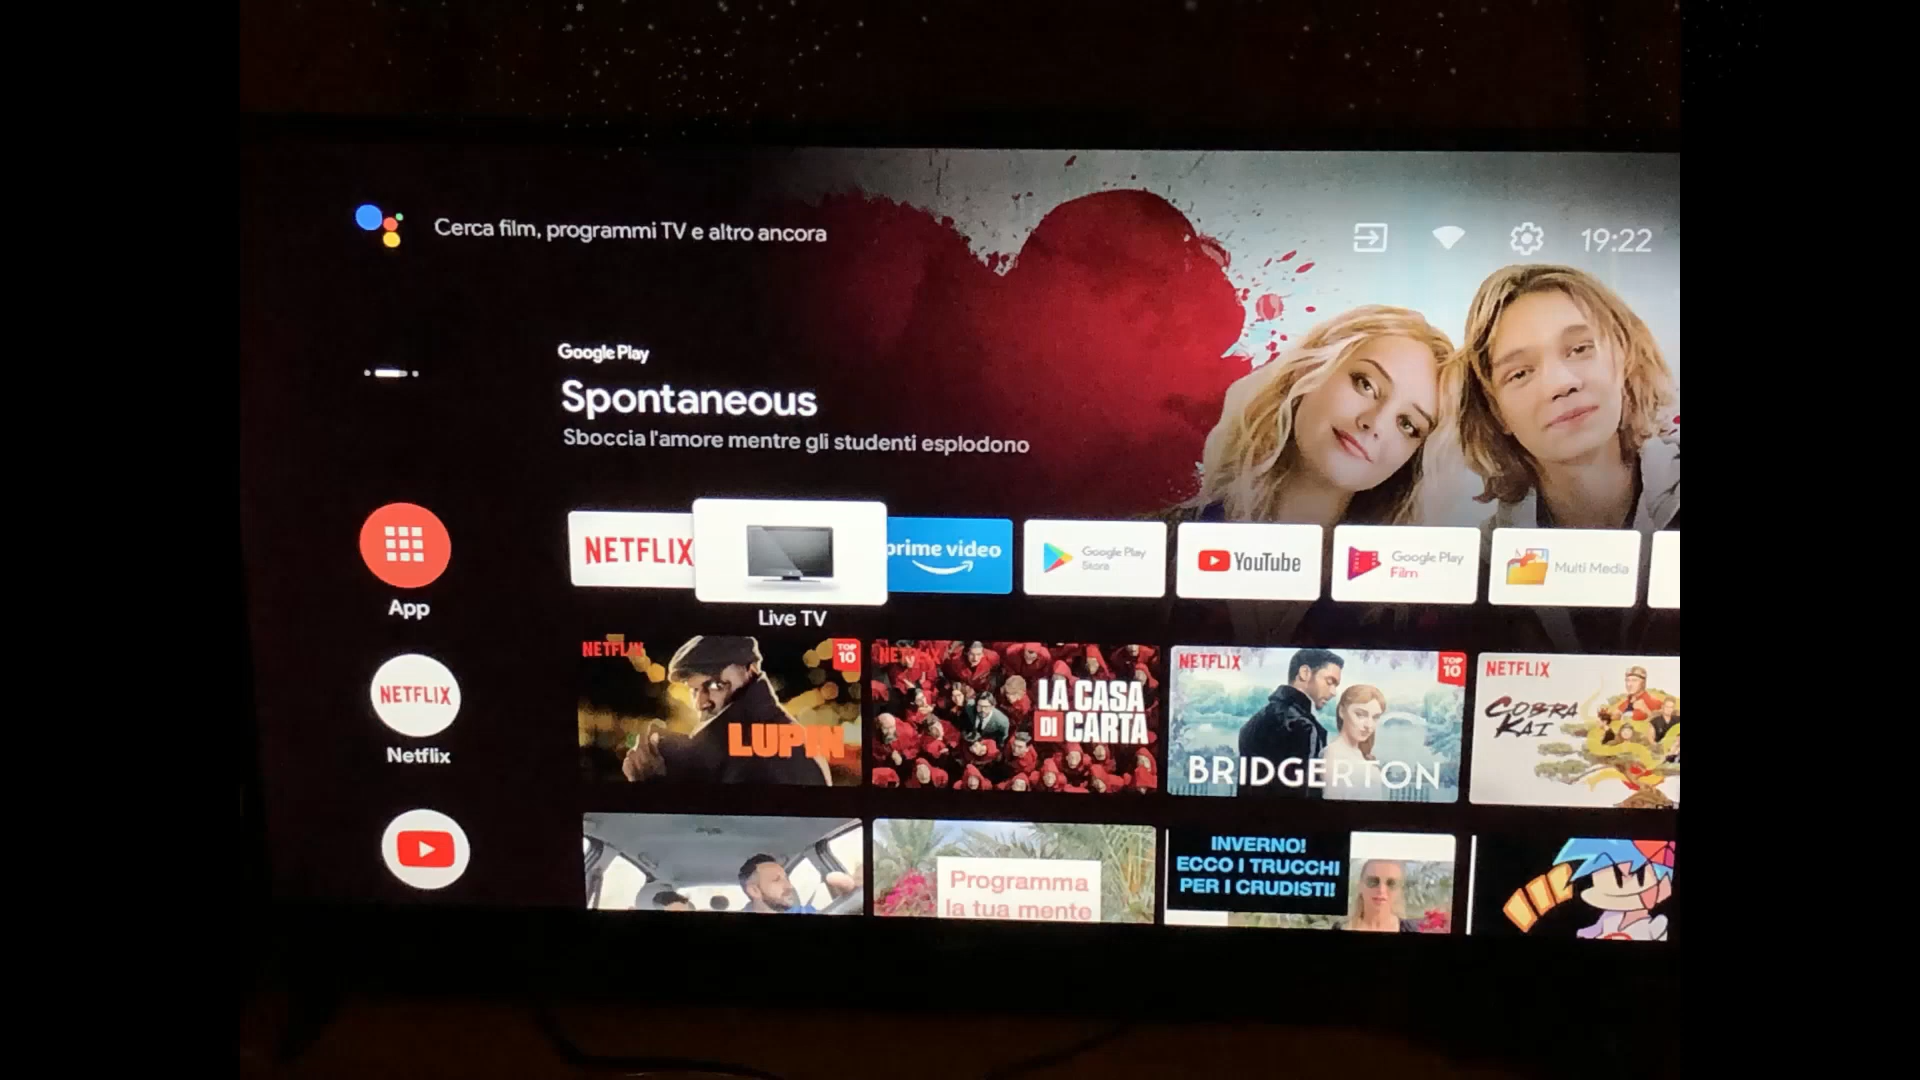 Cerca film, programmi TV e altro ancora
19:22
Google Play
Spontaneous
Sboccia l'amore mentre gli studenti esplodono
NETFLIX
prime video
Google Play
Store
YouTube
Google Play
Film
Multi Media
Live TV
App
NETFLIX
TOP
10
LUPIN
NETFLIX
LA CASA
DI CARTA
NETFLIX
TOP
10
BRIDGERTON
NETFLIX
COBRA
KAI
NETFLIX
Netflix
Programma
la tua mente
INVERNO!
ECCO I TRUCCHI
PER I CRUDISTI!